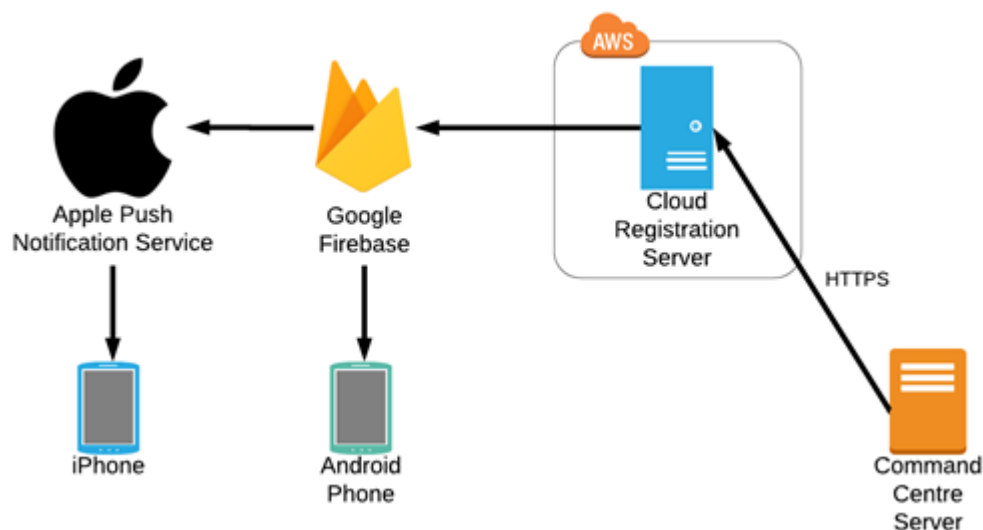 AWS
Apple Push
Notification Service
Google
Firebase
Cloud
Registration
Server
HTTPS
iPhone
Android
Phone
Command
Centre
Server